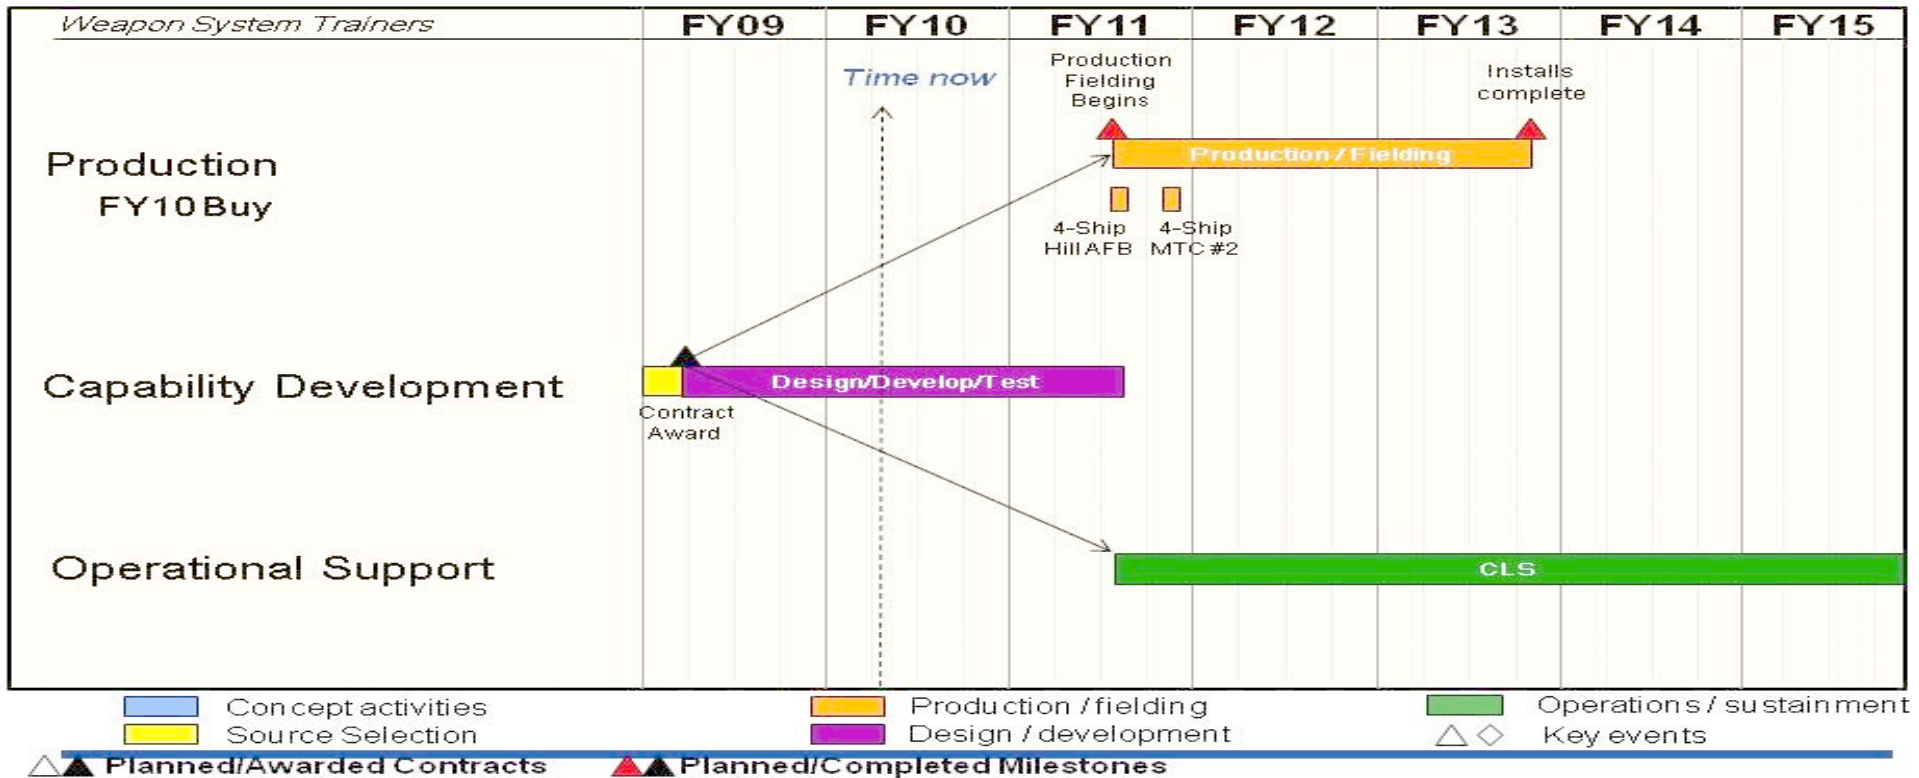 Weapon System Trainers FY09 FY10 FY11 FY12 FY13 FY14 FY15
Time now
Production
Fielding
Begins
Installs
complete
Production
FY10 Buy
Production / Fielding
4-Ship
Hill AFB
4-Ship
MTC #2
Capability Development
Design/Develop/Test
Contract
Award
Operational Support
CLS
Concept activities
Production / fielding
Operations / sustainment
Source Selection
Design / development
Key events
Planned/Awarded Contracts
Planned/Completed Milestones